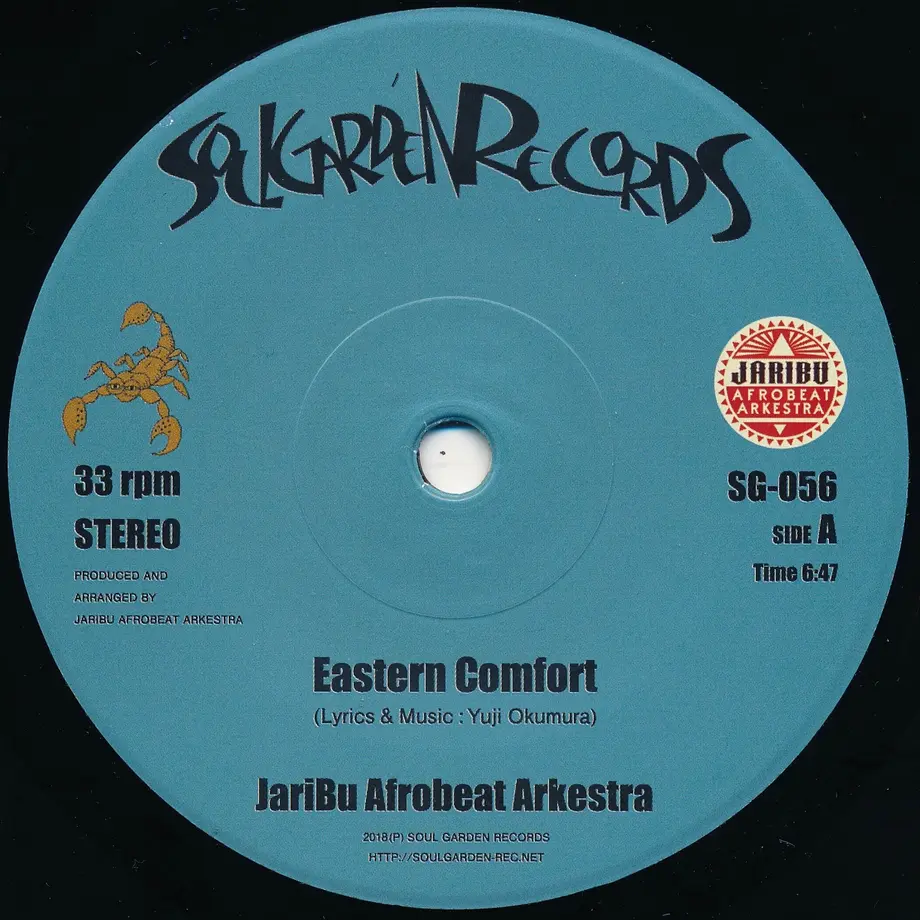 SOULGARDEN RECORDS
JARIBU
AFROBEAT
ARKESTRA
33 rpm
STEREO
PRODUCED AND
ARRANGED BY
JARIBU AFROBEAT ARKESTRA
SG-056
SIDE A
Time 6:47
Eastern Comfort
(Lyrics & Music : Yuji Okumura)
JariBu Afrobeat Arkestra
2018(P) SOUL GARDEN RECORDS
HTTP://SOULGARDEN-REC.NET